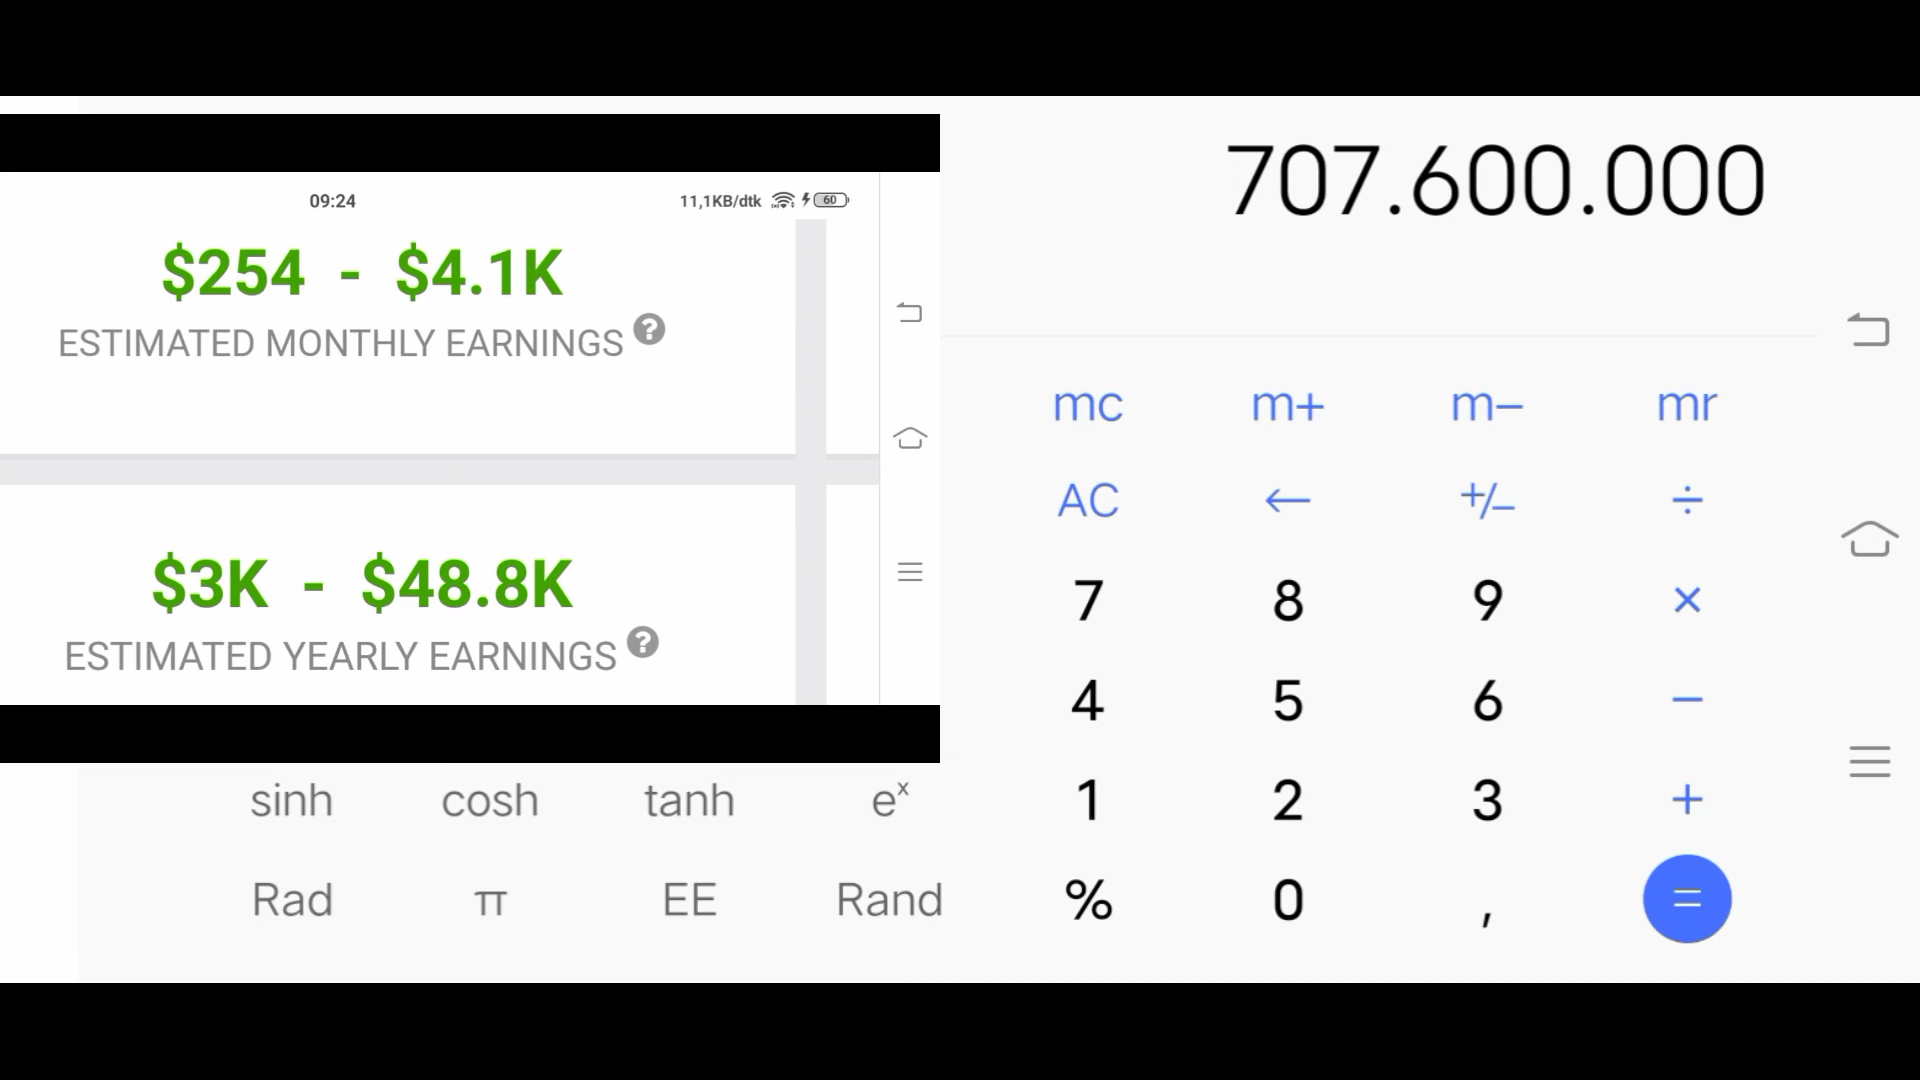 09:24 11,1KB/dtk 60
$254 - $4.1K
ESTIMATED MONTHLY EARNINGS ?
$3K - $48.8K
ESTIMATED YEARLY EARNINGS ?
707.600.000
mc m+ m– mr
AC ← +/– ÷
7 8 9 ×
4 5 6 −
sinh cosh tanh eˣ 1 2 3 +
Rad π EE Rand % 0 , =